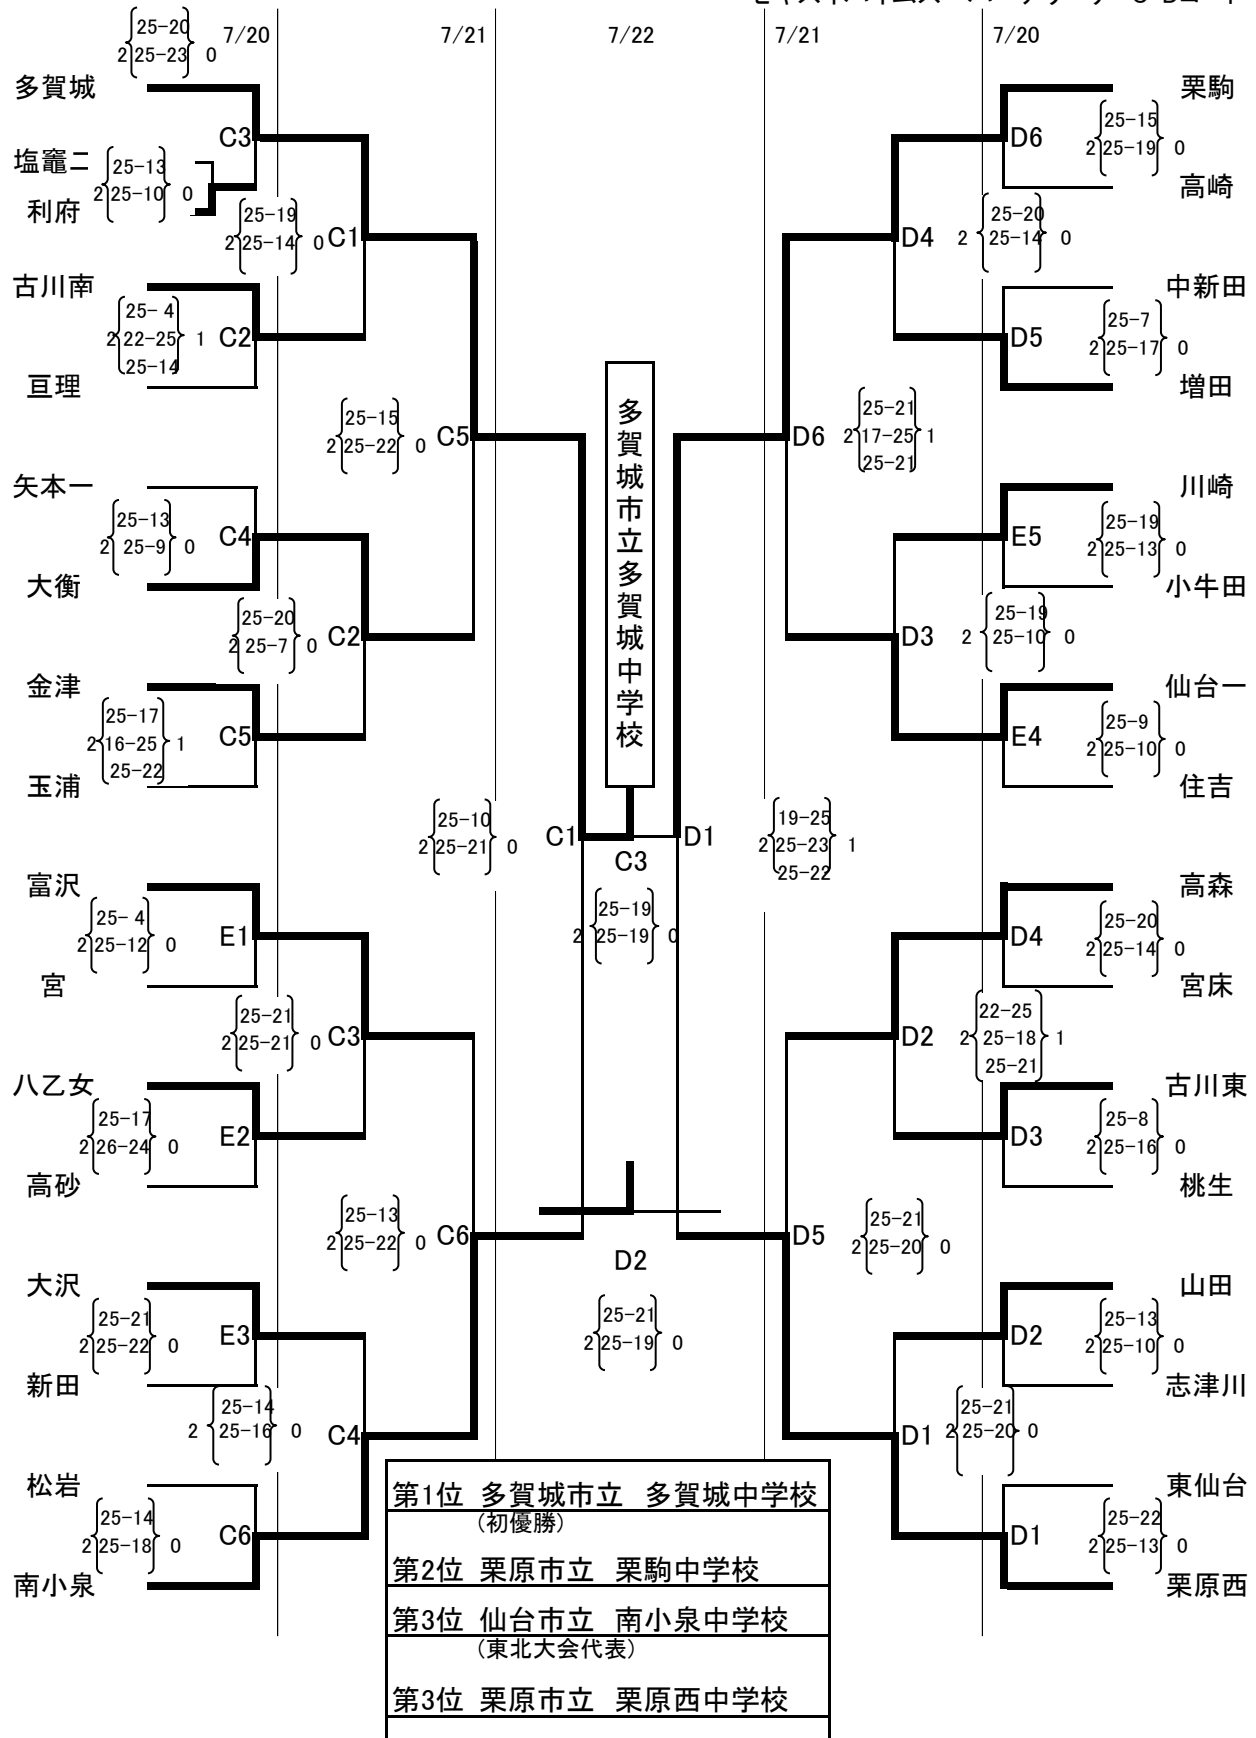 7/20
7/21
7/22
7/21
7/20
25-20
2 25-23 0
多賀城
C3
塩竈二
25-13
2 25-10 0
利府
25-19
2 25-14 0
C1
古川南
25- 4
2 22-25 1
25-14
C2
亘理
25-15
2 25-22 0
C5
矢本一
25-13
2 25-9 0
C4
大衡
25-20
2 25-7 0
C2
金津
25-17
2 16-25 1
25-22
C5
玉浦
25-10
2 25-21 0
C1
富沢
25- 4
2 25-12 0
E1
宮
25-21
2 25-21 0
C3
八乙女
25-17
2 26-24 0
E2
高砂
25-13
2 25-22 0
C6
大沢
25-21
2 25-22 0
E3
新田
25-14
2 25-16 0
C4
松岩
25-14
2 25-18 0
C6
南小泉
多賀城市立多賀城中学校
C3
25-19
2 25-19 0
D2
25-21
2 25-19 0
栗駒
D6
25-15
2 25-19 0
高崎
D4
25-20
2 25-14 0
中新田
D5
25-7
2 25-17 0
増田
D6
25-21
2 17-25 1
25-21
川崎
E5
25-19
2 25-13 0
小牛田
D3
25-19
2 25-10 0
仙台一
E4
25-9
2 25-10 0
住吉
D1
19-25
2 25-23 1
25-22
高森
D4
25-20
2 25-14 0
宮床
D2
22-25
2 25-18 1
25-21
古川東
D3
25-8
2 25-16 0
桃生
D5
25-21
2 25-20 0
山田
D2
25-13
2 25-10 0
志津川
D1
25-21
2 25-20 0
東仙台
D1
25-22
2 25-13 0
栗原西
第1位 多賀城市立 多賀城中学校
(初優勝)
第2位 栗原市立 栗駒中学校
第3位 仙台市立 南小泉中学校
(東北大会代表)
第3位 栗原市立 栗原西中学校